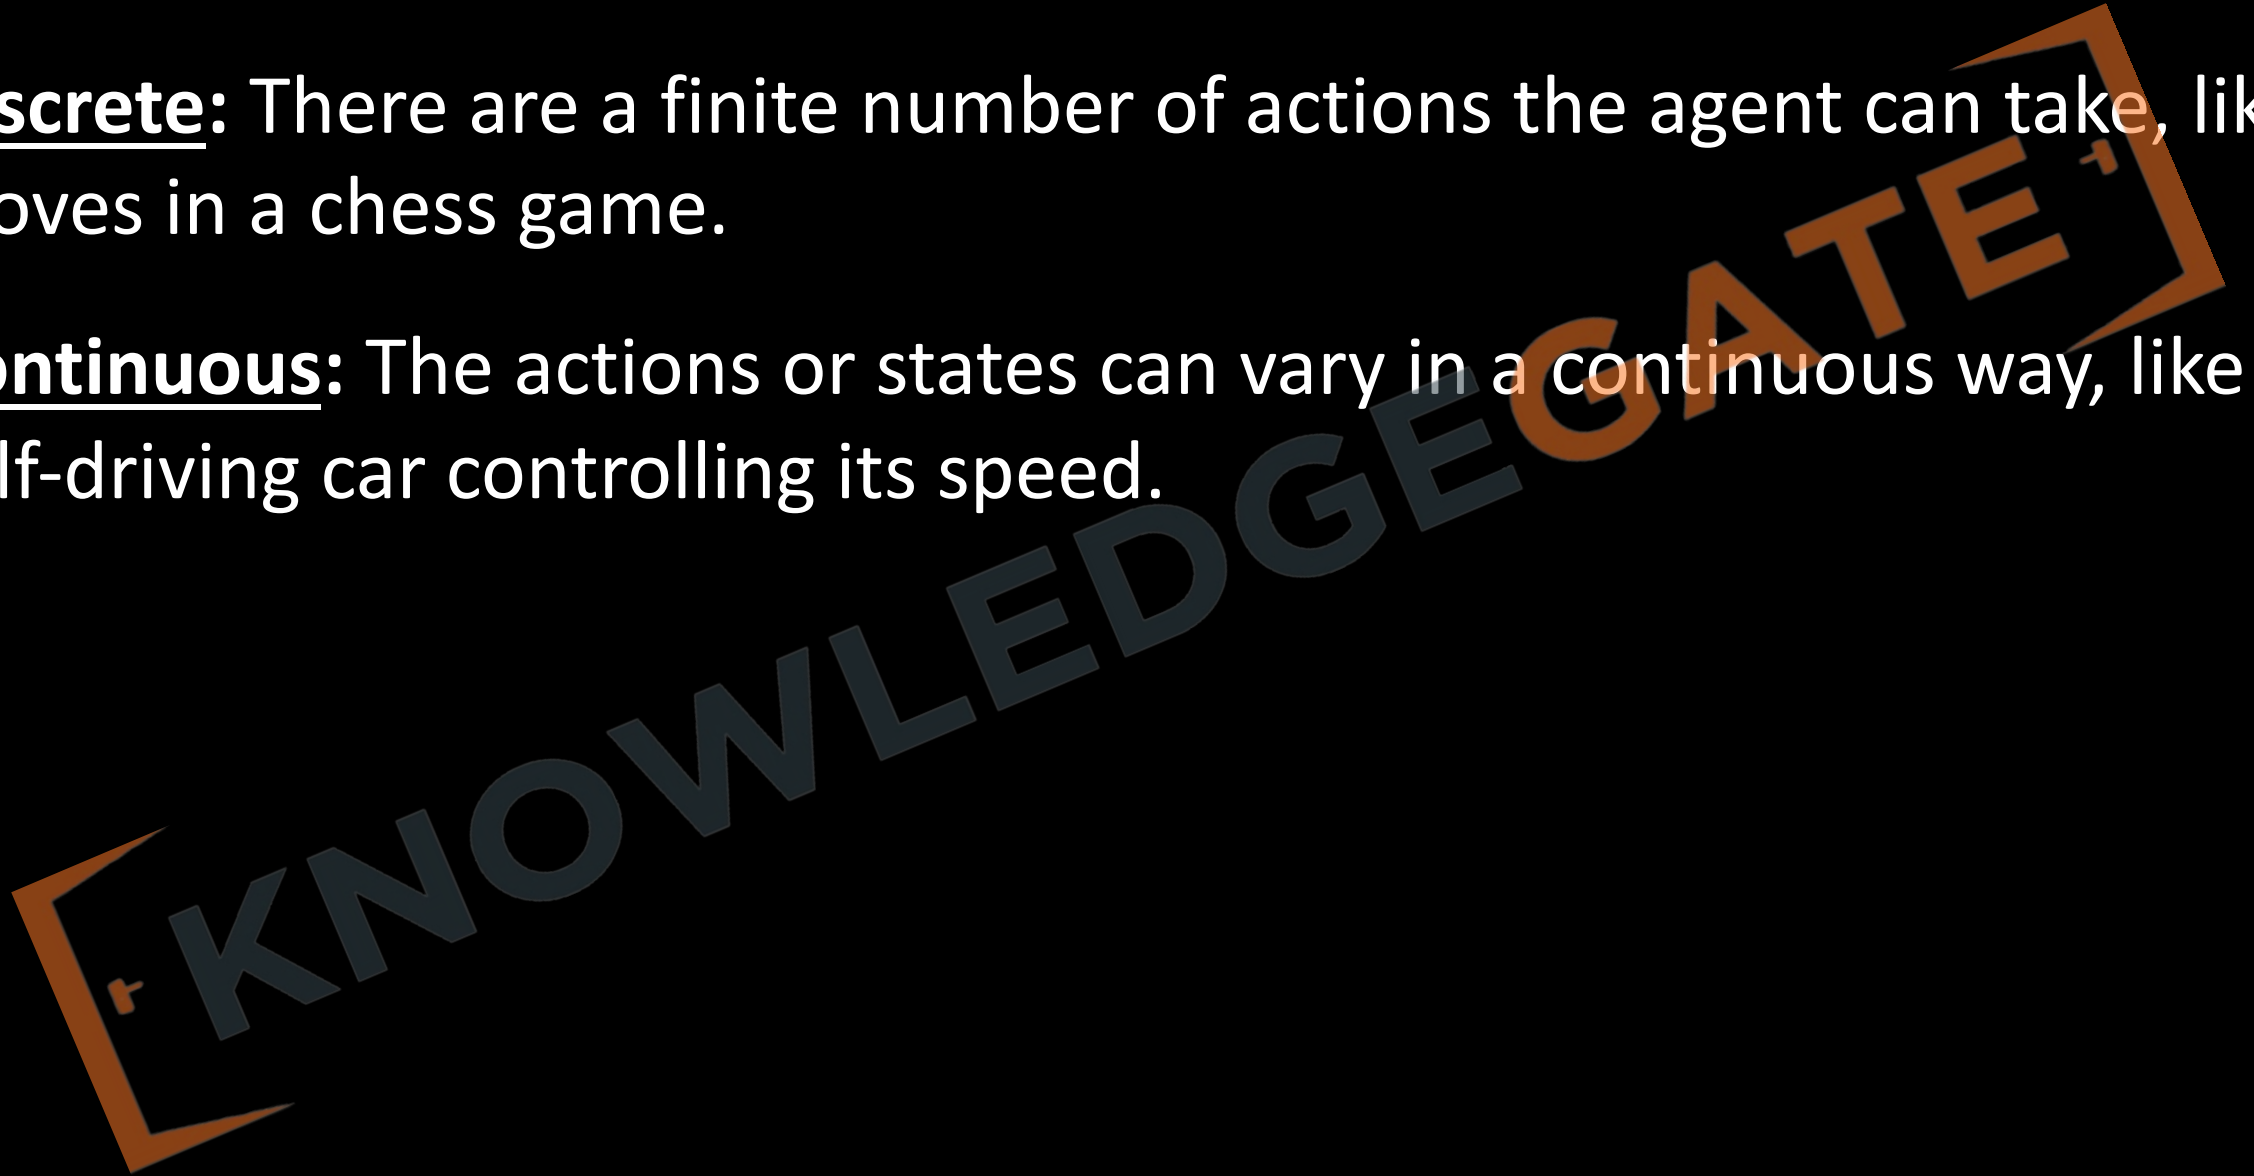 screte: There are a finite number of actions the agent can take, lik
oves in a chess game.
ontinuous: The actions or states can vary in a continuous way, like
lf-driving car controlling its speed.
KNOWLEDGEGATE